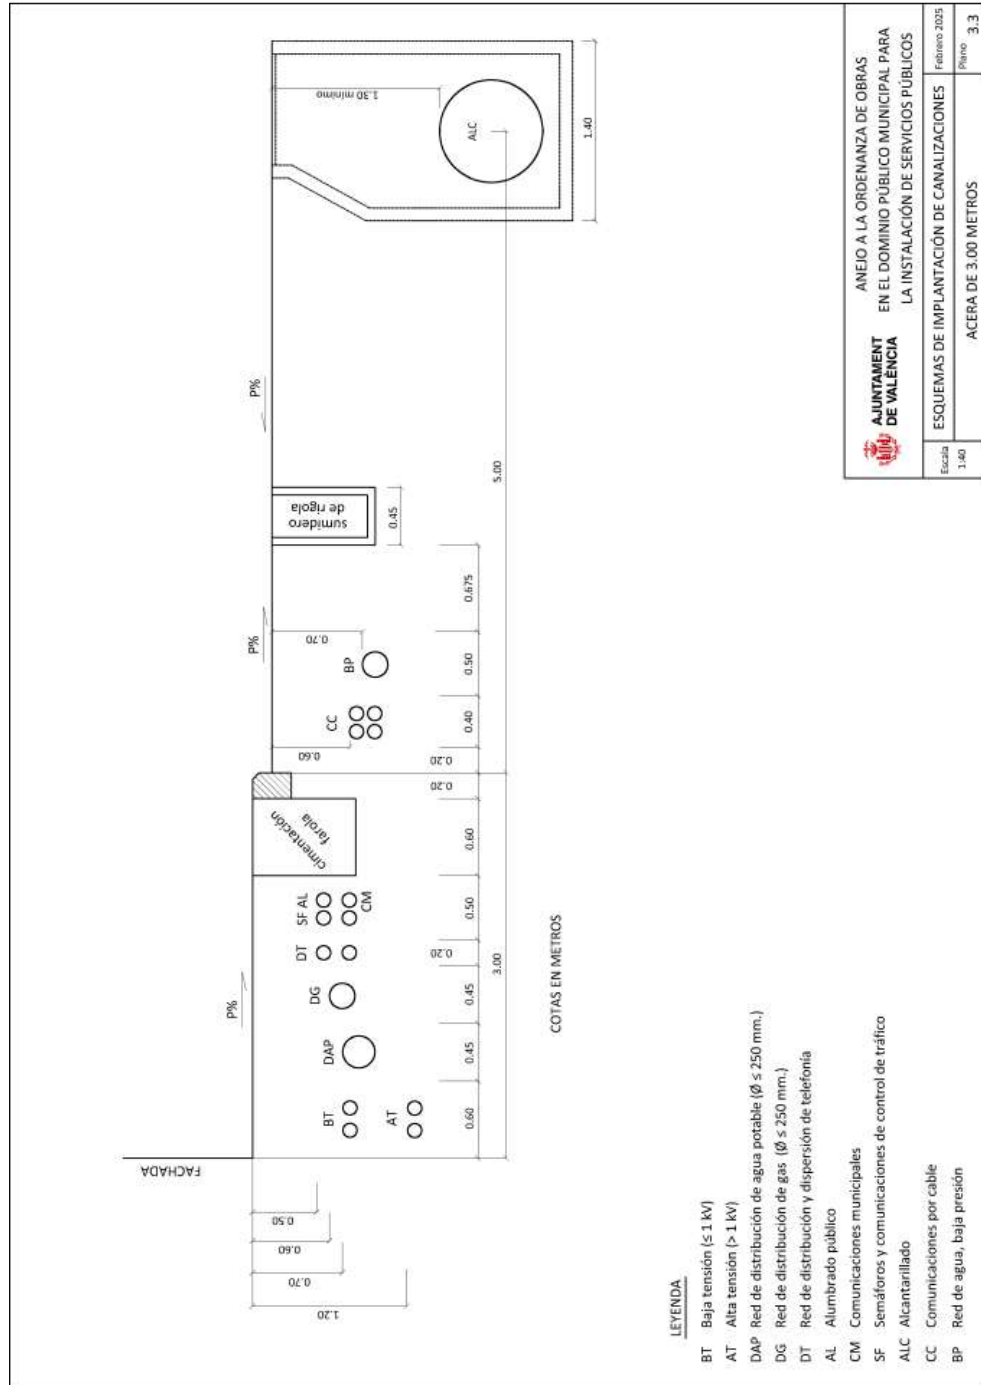 FACHADA
P%
P%
P%
0.50
0.60
0.70
1.20
BT
AT
DAP
DG
DT
SF AL
CM
cimentación
farola
CC
BP
0.60
0.70
sumidero
de rigola
ALC
1.30 mínimo
0.60
0.45
0.45
0.20
0.50
0.60
0.20
0.20
0.40
0.50
0.675
0.45
1.40
3.00
5.00
COTAS EN METROS
LEYENDA
BT Baja tensión (≤ 1 kV)
AT Alta tensión (> 1 kV)
DAP Red de distribución de agua potable (Ø ≤ 250 mm.)
DG Red de distribución de gas (Ø ≤ 250 mm.)
DT Red de distribución y dispersión de telefonía
AL Alumbrado público
CM Comunicaciones municipales
SF Semáforos y comunicaciones de control de tráfico
ALC Alcantarillado
CC Comunicaciones por cable
BP Red de agua, baja presión
AJUNTAMENT
DE VALÈNCIA
ANEJO A LA ORDENANZA DE OBRAS
EN EL DOMINIO PÚBLICO MUNICIPAL PARA
LA INSTALACIÓN DE SERVICIOS PÚBLICOS
Escala
1:40
ESQUEMAS DE IMPLANTACIÓN DE CANALIZACIONES
Febrero 2025
ACERA DE 3.00 METROS
Plano 3.3